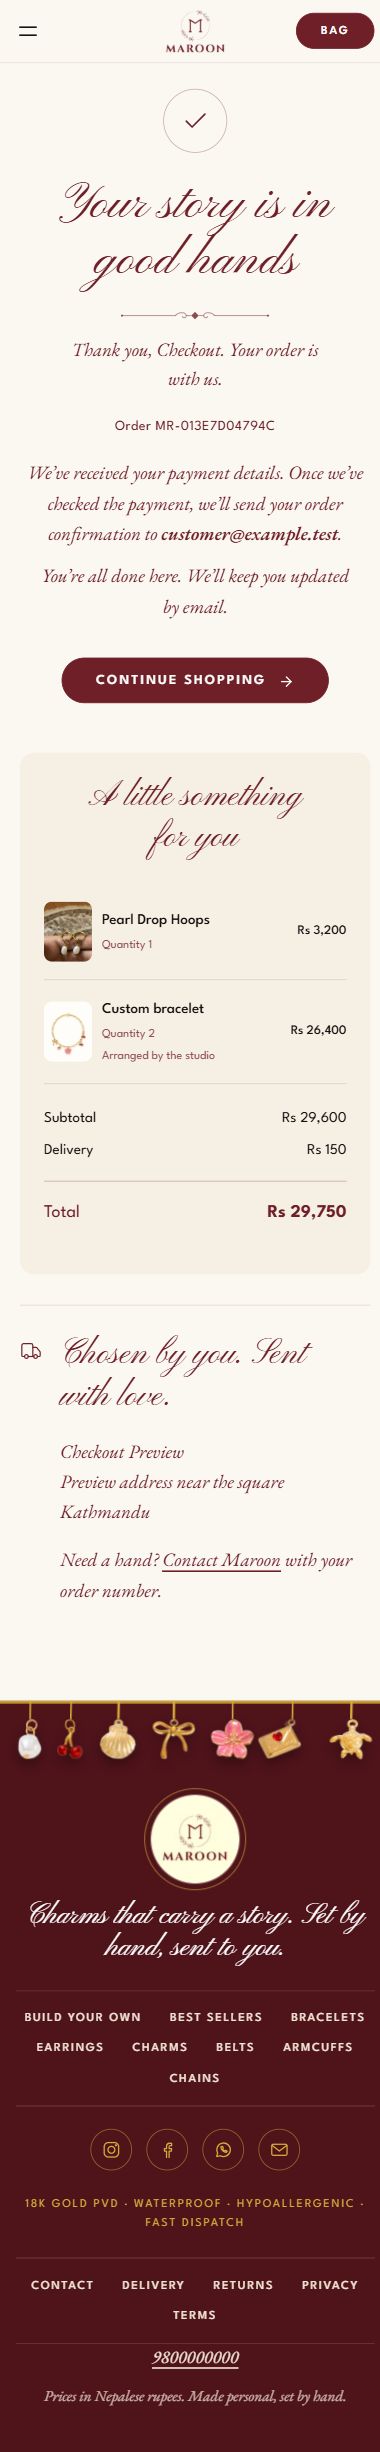 MAROON
BAG
Your story is in
good hands
Thank you, Checkout. Your order is
with us.
Order MR-013E7D04794C
We've received your payment details. Once we've
checked the payment, we'll send your order
confirmation to customer@example.test.
You're all done here. We'll keep you updated
by email.
CONTINUE SHOPPING
A little something
for you
Pearl Drop Hoops
Quantity 1
Rs 3,200
Custom bracelet
Quantity 2
Arranged by the studio
Rs 26,400
Subtotal Rs 29,600
Delivery Rs 150
Total Rs 29,750
Chosen by you. Sent
with love.
Checkout Preview
Preview address near the square
Kathmandu
Need a hand? Contact Maroon with your
order number.
M
MAROON
Charms that carry a story. Set by
hand, sent to you.
BUILD YOUR OWN BEST SELLERS BRACELETS
EARRINGS CHARMS BELTS ARMCUFFS
CHAINS
18K GOLD PVD · WATERPROOF · HYPOALLERGENIC ·
FAST DISPATCH
CONTACT DELIVERY RETURNS PRIVACY
TERMS
9800000000
Prices in Nepalese rupees. Made personal, set by hand.